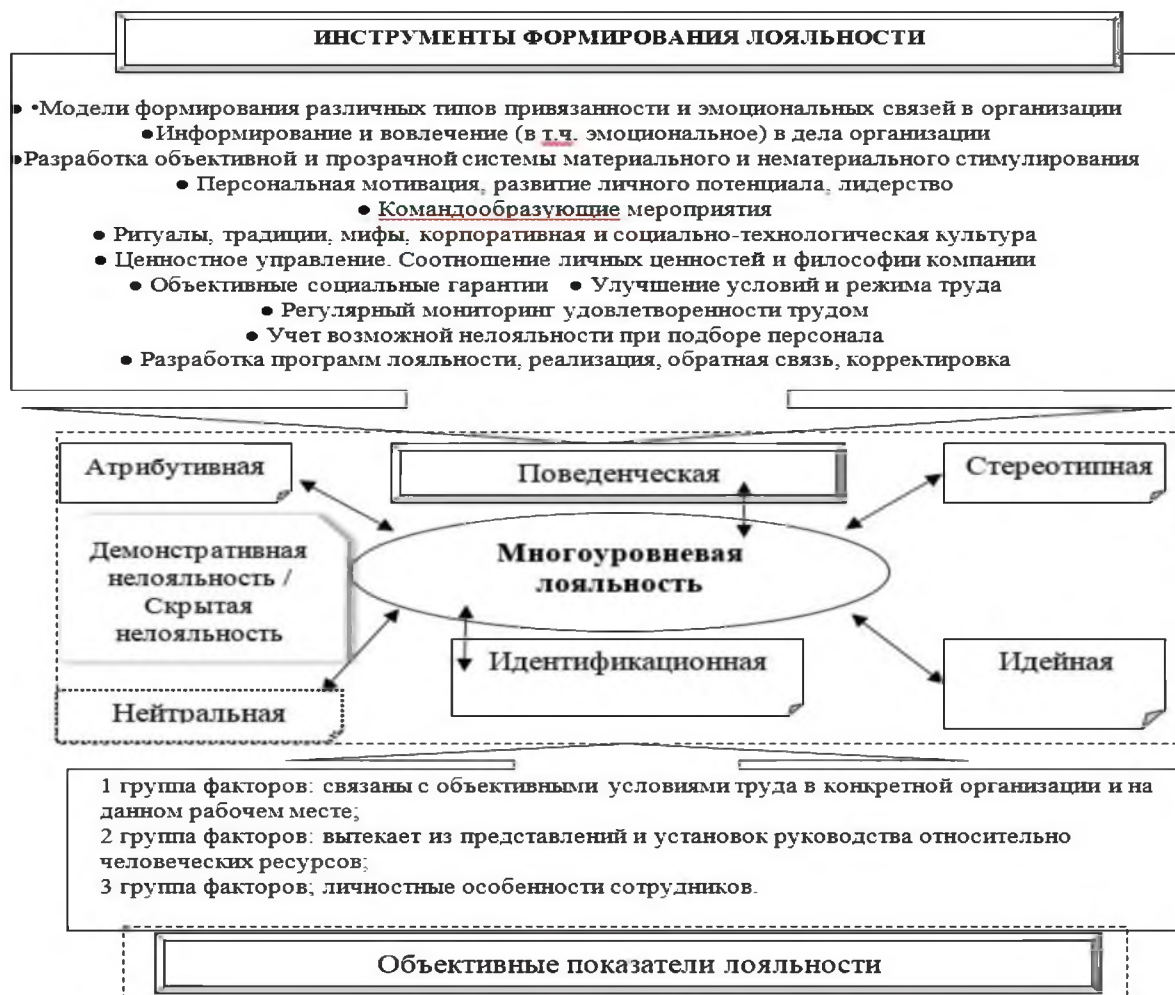 ИНСТРУМЕНТЫ ФОРМИРОВАНИЯ ЛОЯЛЬНОСТИ
● •Модели формирования различных типов привязанности и эмоциональных связей в организации
●Информирование и вовлечение (в т.ч. эмоциональное) в дела организации
●Разработка объективной и прозрачной системы материального и нематериального стимулирования
● Персональная мотивация, развитие личного потенциала, лидерство
● Командообразующие мероприятия
● Ритуалы, традиции, мифы, корпоративная и социально-технологическая культура
● Ценностное управление. Соотношение личных ценностей и философии компании
● Объективные социальные гарантии ● Улучшение условий и режима труда
● Регулярный мониторинг удовлетворенности трудом
● Учет возможной нелояльности при подборе персонала
● Разработка программ лояльности, реализация, обратная связь, корректировка
Атрибутивная
Поведенческая
Стереотипная
Демонстративная
нелояльность /
Скрытая
нелояльность
Многоуровневая
лояльность
Нейтральная
Идентификационная
Идейная
1 группа факторов: связаны с объективными условиями труда в конкретной организации и на
данном рабочем месте;
2 группа факторов: вытекает из представлений и установок руководства относительно
человеческих ресурсов;
3 группа факторов; личностные особенности сотрудников.
Объективные показатели лояльности